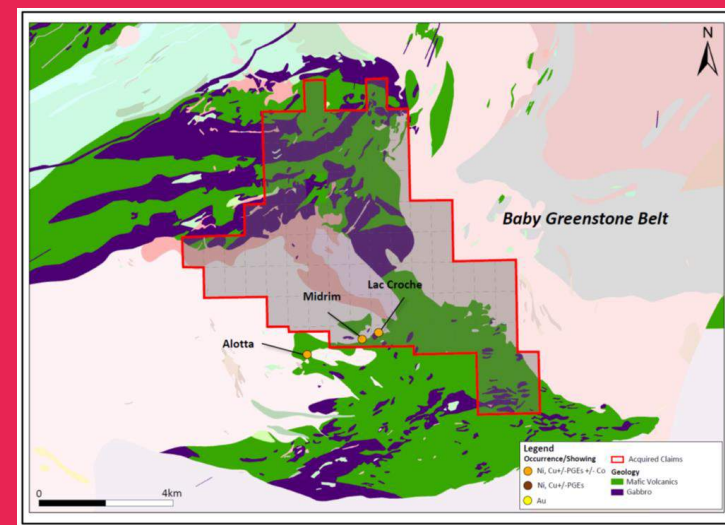 N
Baby Greenstone Belt
Lac Croche
Midrim
Alotta
0 4km
Legend
Occurrence/Showing
Ni, Cu+/-PGEs +/- Co
Ni, Cu+/-PGEs
Au
Acquired Claims
Geology
Mafic Volcanics
Gabbro